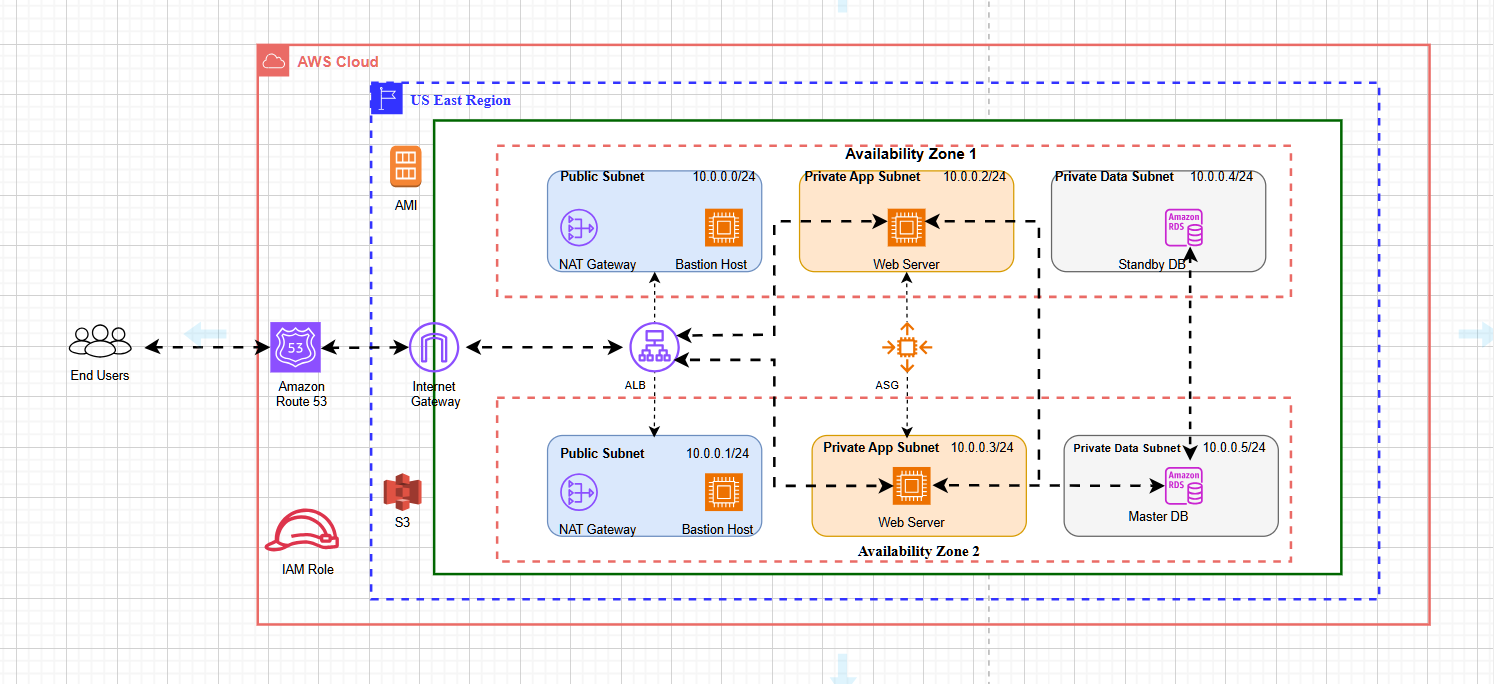 AWS Cloud
US East Region
Availability Zone 1
AMI
Public Subnet 10.0.0.0/24
NAT Gateway
Bastion Host
Private App Subnet 10.0.0.2/24
Web Server
Private Data Subnet 10.0.0.4/24
Amazon
RDS
Standby DB
End Users
53
Amazon
Route 53
Internet
Gateway
ALB
ASG
Public Subnet 10.0.0.1/24
NAT Gateway
Bastion Host
Private App Subnet 10.0.0.3/24
Web Server
Private Data Subnet 10.0.0.5/24
Amazon
RDS
Master DB
Availability Zone 2
S3
IAM Role